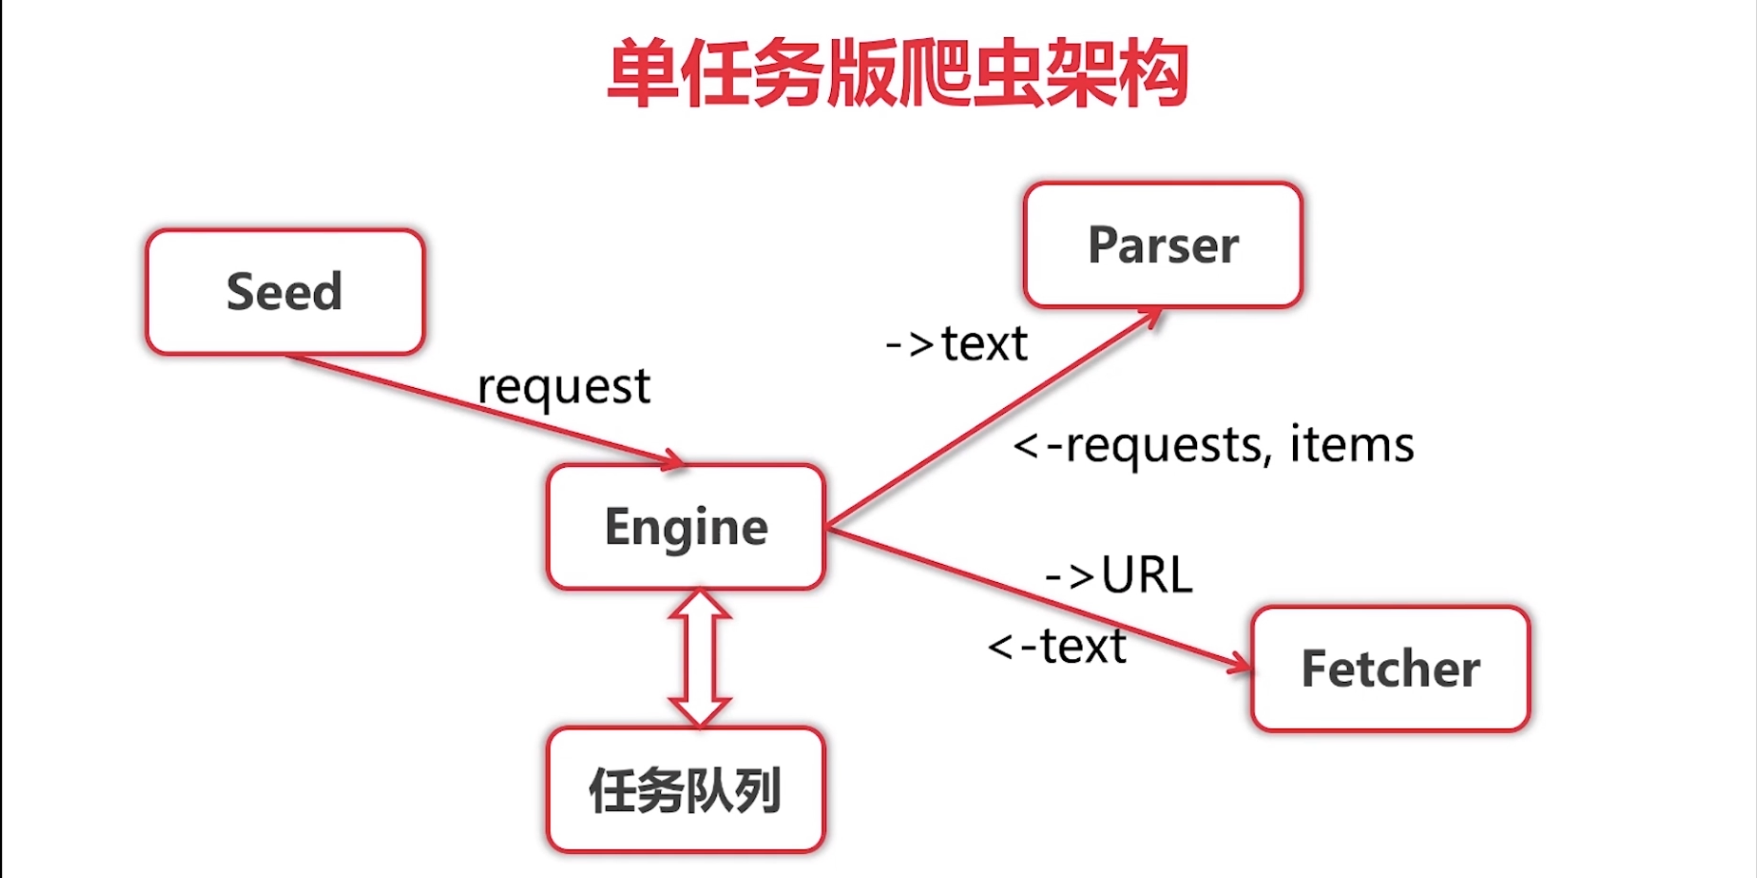 单任务版爬虫架构
Seed
request
Parser
->text
<-requests, items
Engine
->URL
<-text
Fetcher
任务队列